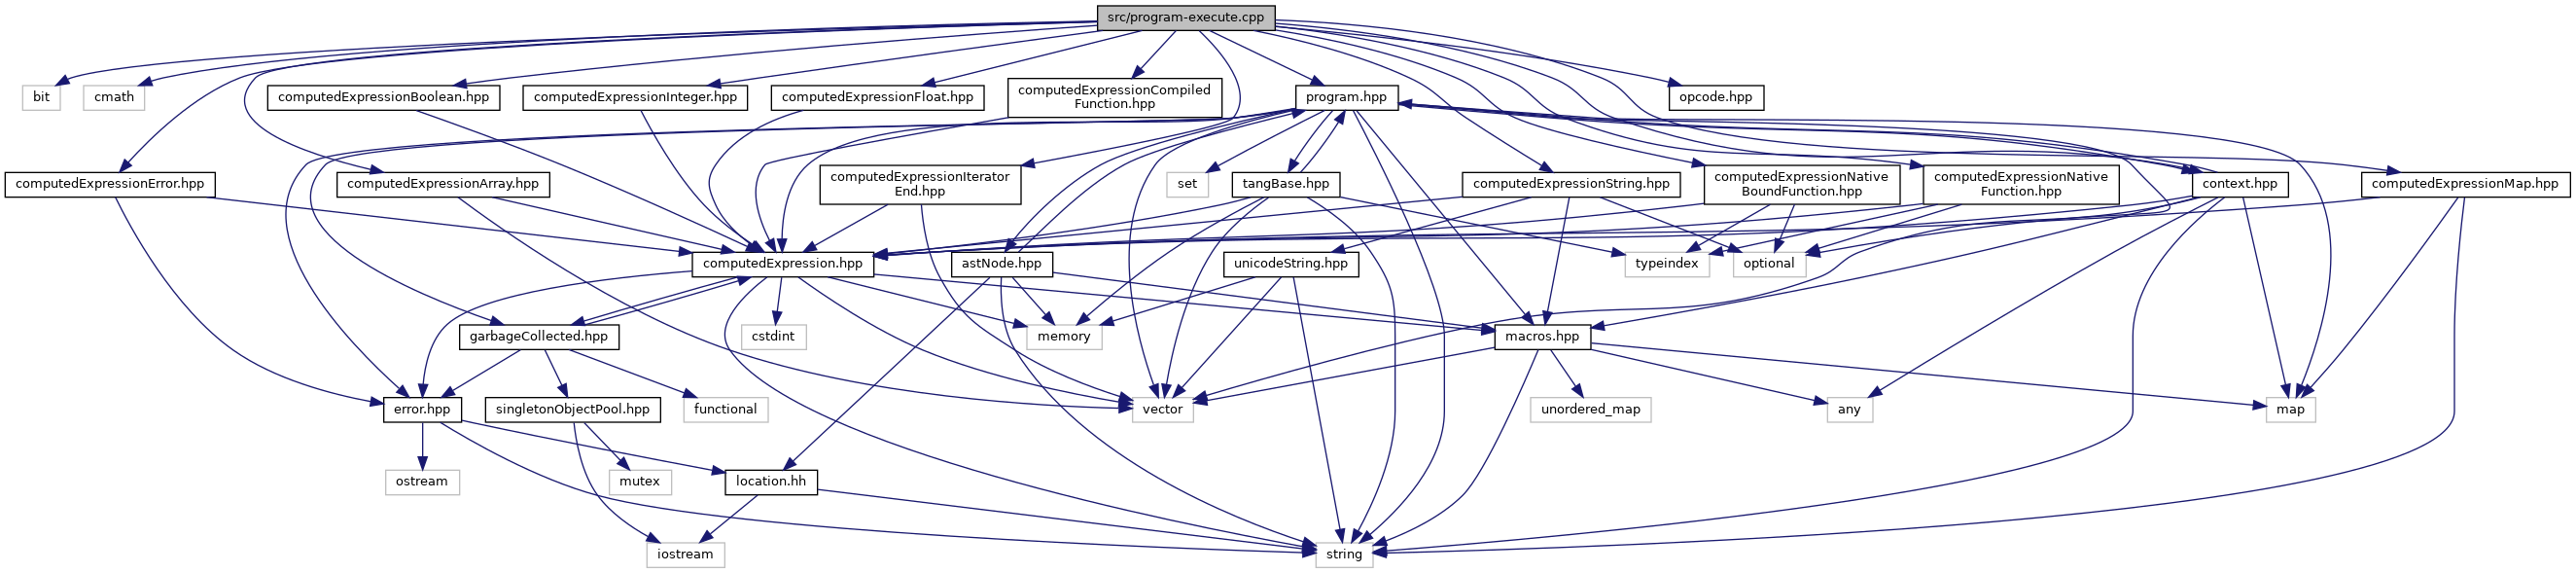 src/program-execute.cpp
bit
cmath
computedExpressionBoolean.hpp
computedExpressionInteger.hpp
computedExpressionFloat.hpp
computedExpressionCompiled
Function.hpp
program.hpp
opcode.hpp
computedExpressionError.hpp
computedExpressionArray.hpp
computedExpressionIterator
End.hpp
set
tangBase.hpp
computedExpressionString.hpp
computedExpressionNative
BoundFunction.hpp
computedExpressionNative
Function.hpp
context.hpp
computedExpressionMap.hpp
computedExpression.hpp
astNode.hpp
unicodeString.hpp
typeindex
optional
garbageCollected.hpp
cstdint
memory
macros.hpp
error.hpp
singletonObjectPool.hpp
functional
vector
unordered_map
any
map
ostream
mutex
location.hh
iostream
string